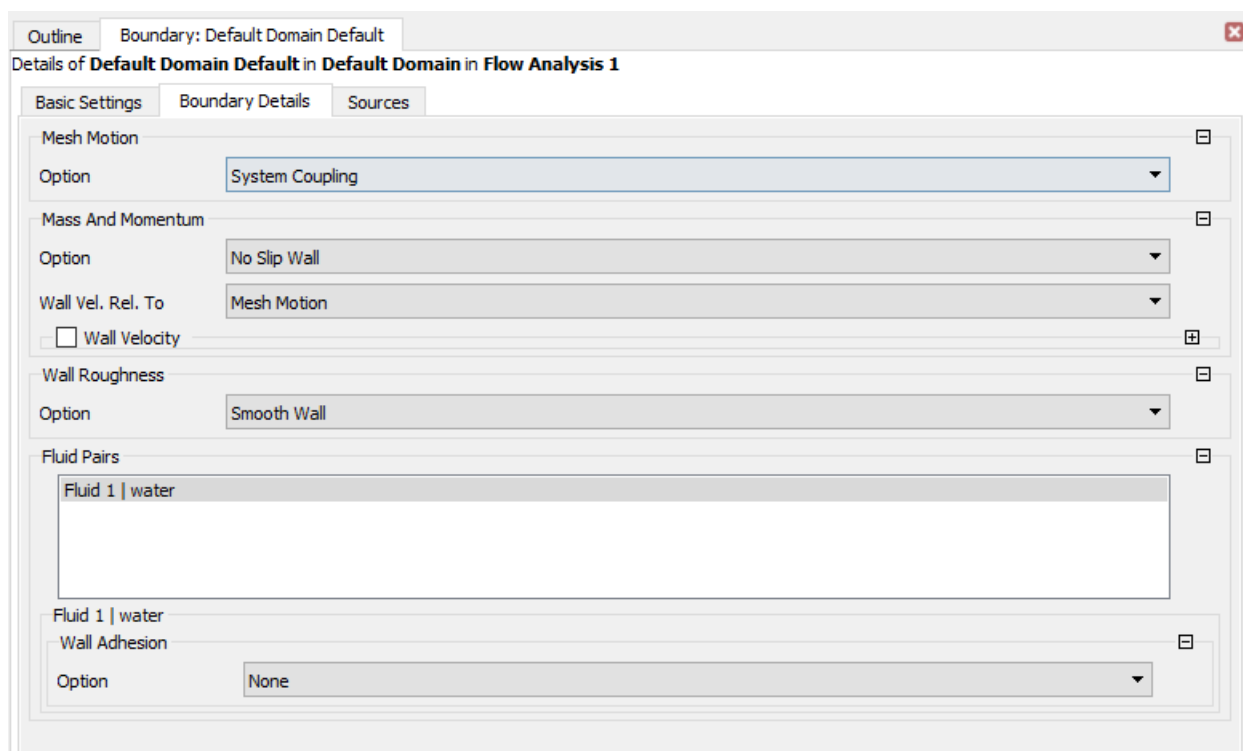 Outline Boundary: Default Domain Default
Details of Default Domain Default in Default Domain in Flow Analysis 1
Basic Settings Boundary Details Sources
Mesh Motion
Option System Coupling
Mass And Momentum
Option No Slip Wall
Wall Vel. Rel. To Mesh Motion
Wall Velocity
Wall Roughness
Option Smooth Wall
Fluid Pairs
Fluid 1 | water
Fluid 1 | water
Wall Adhesion
Option None